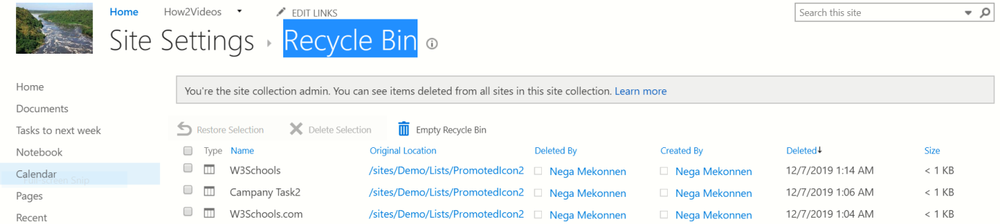 Home How2Videos EDIT LINKS
Search this site
Site Settings Recycle Bin
Home
Documents
Tasks to next week
Notebook
Calendar
Full-screen Snip
Pages
Recent
You're the site collection admin. You can see items deleted from all sites in this site collection. Learn more
Restore Selection Delete Selection Empty Recycle Bin
Type Name Original Location Deleted By Created By Deleted Size
W3Schools /sites/Demo/Lists/PromotedIcon2 Nega Mekonnen Nega Mekonnen 12/7/2019 1:14 AM < 1 KB
Campany Task2 /sites/Demo/Lists/PromotedIcon2 Nega Mekonnen Nega Mekonnen 12/7/2019 1:06 AM < 1 KB
W3Schools.com /sites/Demo/Lists/PromotedIcon2 Nega Mekonnen Nega Mekonnen 12/7/2019 1:04 AM < 1 KB